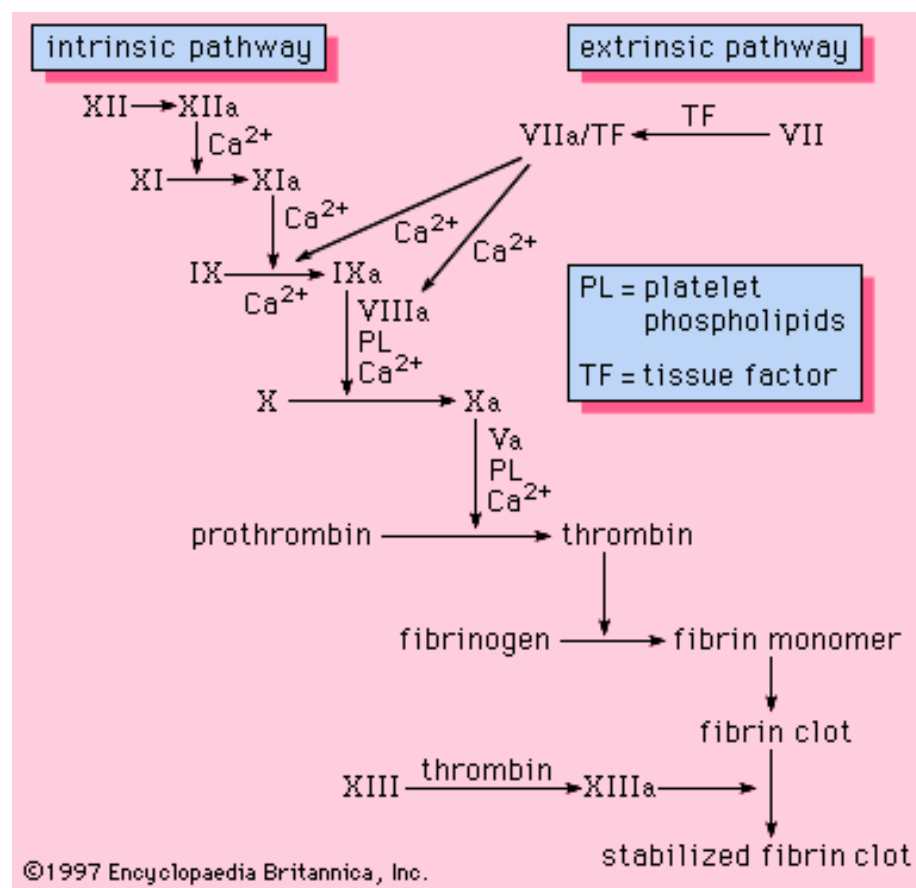 intrinsic pathway
extrinsic pathway
XII XIIa
TF
VIIa/TF VII
Ca2+
XI XIa
Ca2+
Ca2+
Ca2+
IX IXa
Ca2+
VIIIa
PL
Ca2+
PL = platelet
phospholipids
TF = tissue factor
X Xa
Va
PL
Ca2+
prothrombin thrombin
fibrinogen fibrin monomer
fibrin clot
thrombin
XIII XIIIa
stabilized fibrin clot
©1997 Encyclopaedia Britannica, Inc.